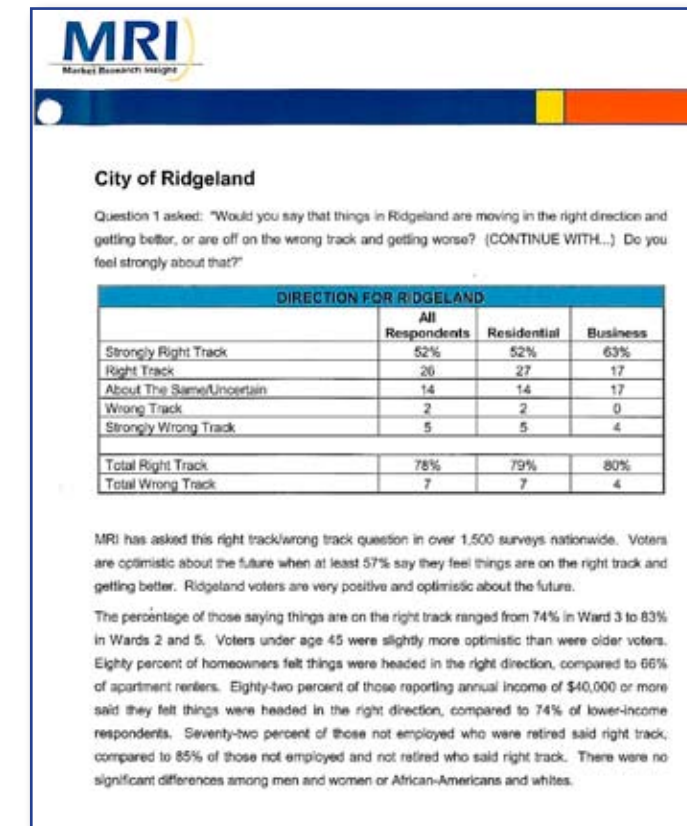 MRI
Market Research Insight
City of Ridgeland
Question 1 asked: "Would you say that things in Ridgeland are moving in the right direction and
getting better, or are off on the wrong track and getting worse? (CONTINUE WITH...) Do you
feel strongly about that?"
DIRECTION FOR RIDGELAND
All
Respondents Residential Business
Strongly Right Track 52% 52% 63%
Right Track 26 27 17
About The Same/Uncertain 14 14 17
Wrong Track 2 2 0
Strongly Wrong Track 5 5 4
Total Right Track 78% 79% 80%
Total Wrong Track 7 7 4
MRI has asked this right track/wrong track question in over 1,500 surveys nationwide. Voters
are optimistic about the future when at least 57% say they feel things are on the right track and
getting better. Ridgeland voters are very positive and optimistic about the future.
The percentage of those saying things are on the right track ranged from 74% in Ward 3 to 83%
in Wards 2 and 5. Voters under age 45 were slightly more optimistic than were older voters.
Eighty percent of homeowners felt things were headed in the right direction, compared to 66%
of apartment renters. Eighty-two percent of those reporting annual income of $40,000 or more
said they felt things were headed in the right direction, compared to 74% of lower-income
respondents. Seventy-two percent of those not employed who were retired said right track,
compared to 85% of those not employed and not retired who said right track. There were no
significant differences among men and women or African-Americans and whites.